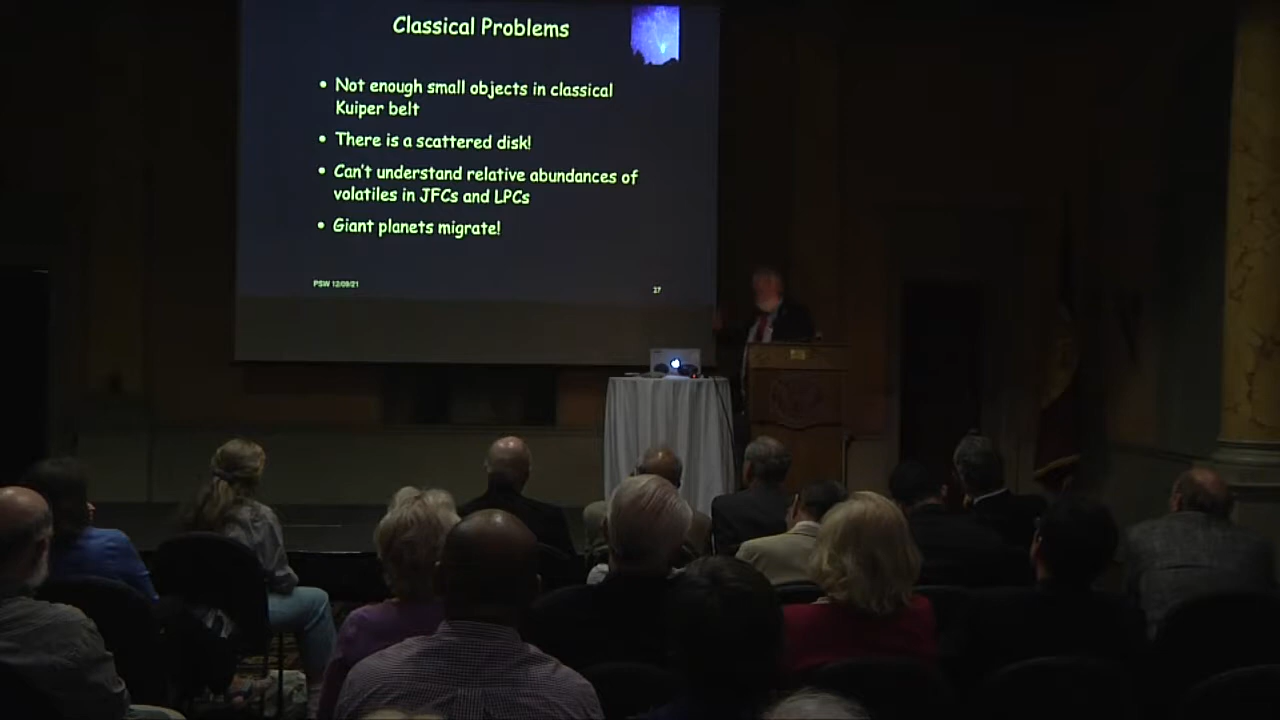 Classical Problems
• Not enough small objects in classical
Kuiper belt
• There is a scattered disk!
• Can't understand relative abundances of
volatiles in JFCs and LPCs
• Giant planets migrate!
PSW 12/09/21
27